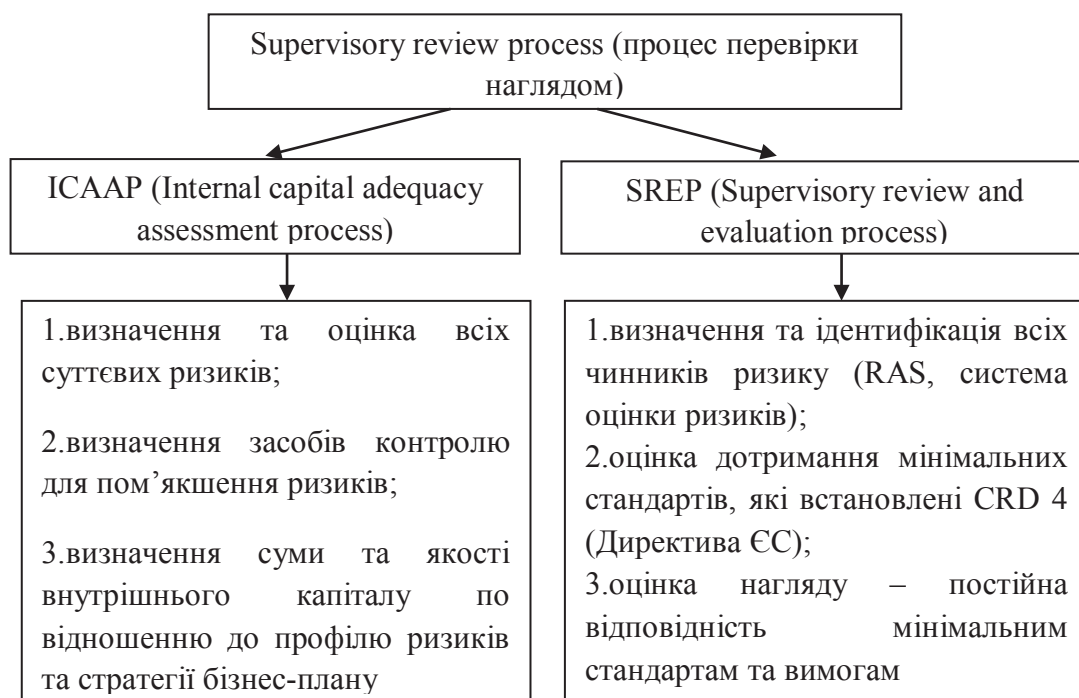 Supervisory review process (процес перевірки
наглядом)
ICAAP (Internal capital adequacy
assessment process)
SREP (Supervisory review and
evaluation process)
1.визначення та оцінка всіх
суттєвих ризиків;
2.визначення засобів контролю
для пом’якшення ризиків;
3.визначення суми та якості
внутрішнього капіталу по
відношенню до профілю ризиків
та стратегії бізнес-плану
1.визначення та ідентифікація всіх
чинників ризику (RAS, система
оцінки ризиків);
2.оцінка дотримання мінімальних
стандартів, які встановлені CRD 4
(Директива ЄС);
3.оцінка нагляду – постійна
відповідність мінімальним
стандартам та вимогам